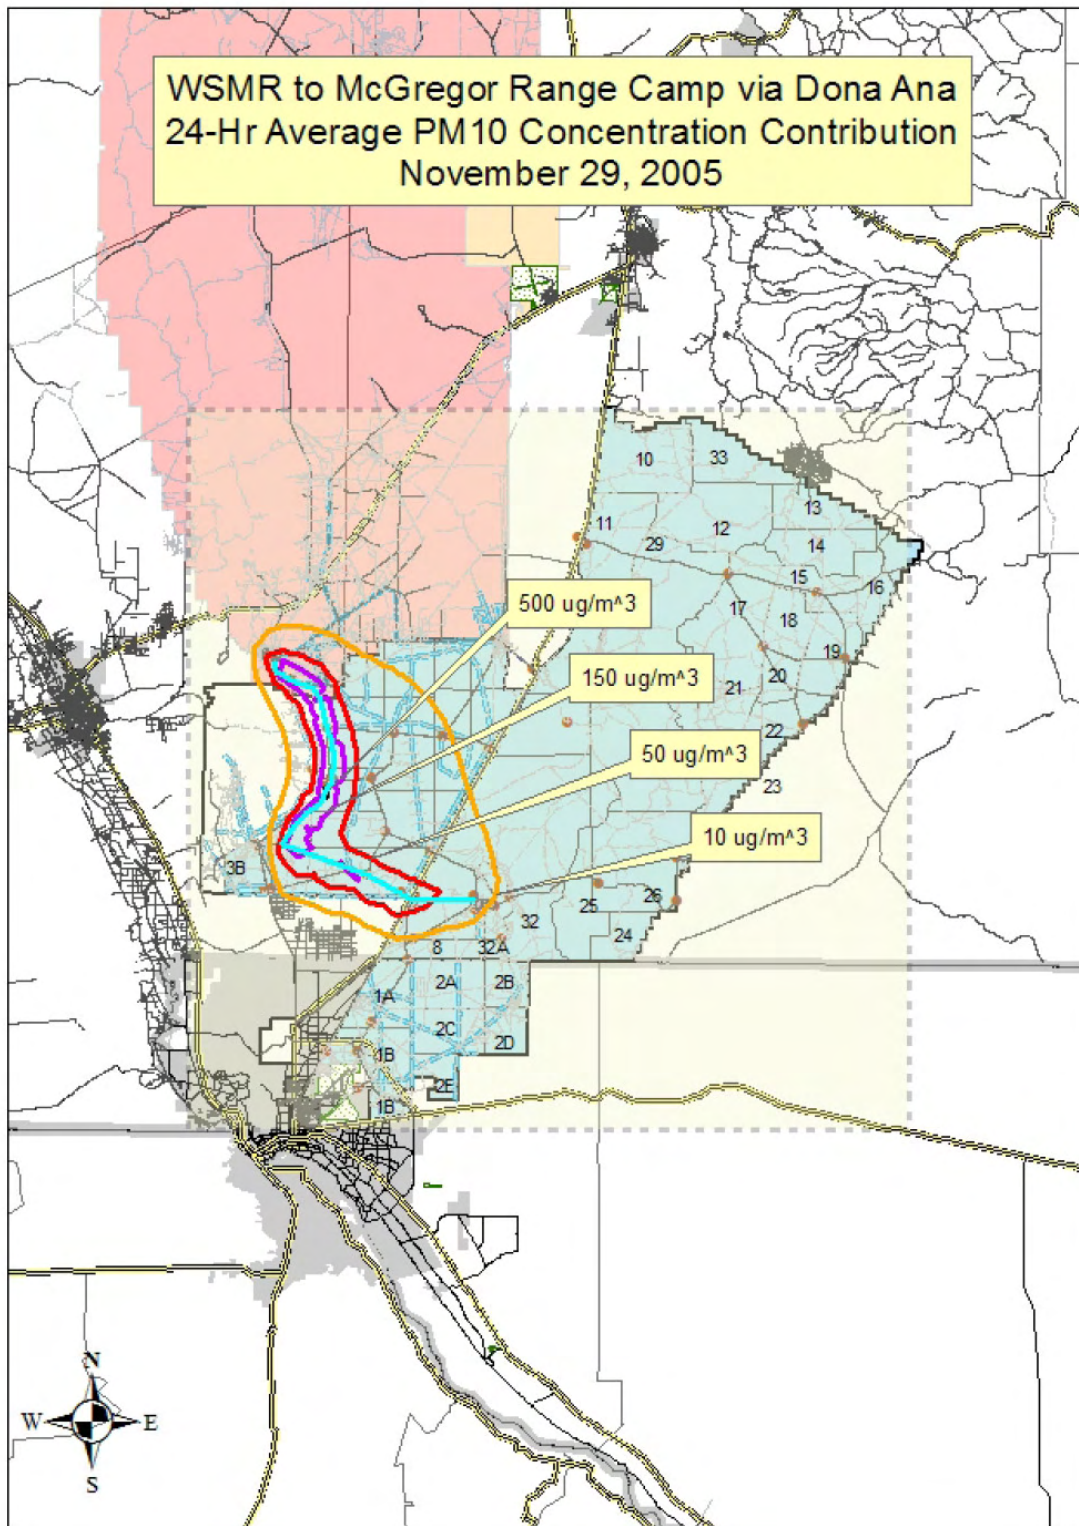 WSMR to McGregor Range Camp via Dona Ana
24-Hr Average PM10 Concentration Contribution
November 29, 2005
10
33
13
11
29
12
14
15
16
500 ug/m^3
17
18
19
150 ug/m^3
21
20
22
50 ug/m^3
23
10 ug/m^3
3B
25
26
32
24
8
32A
1A
2A
2B
2C
2D
1B
2E
1B
N
W
E
S